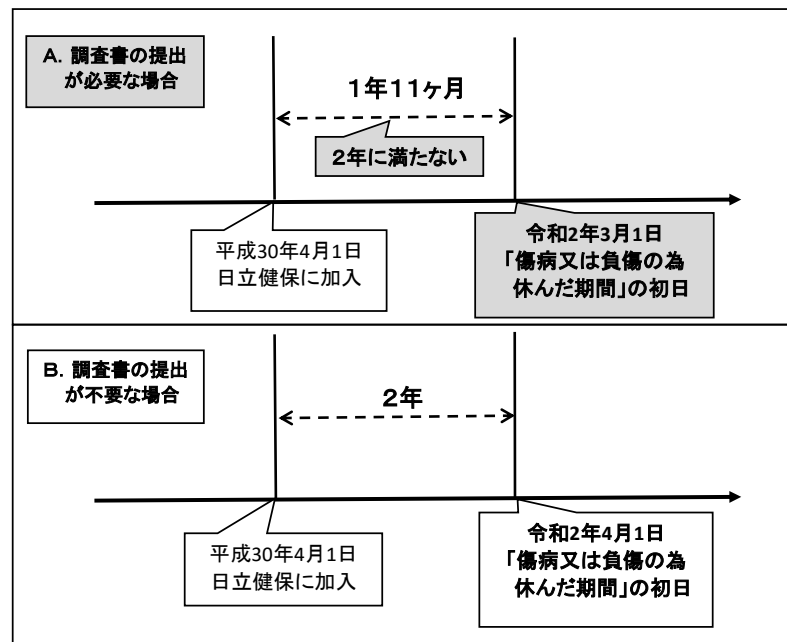 A. 調査書の提出
が必要な場合
1年11ヶ月
2年に満たない
平成30年4月1日
日立健保に加入
令和2年3月1日
「傷病又は負傷の為
休んだ期間」の初日
B. 調査書の提出
が不要な場合
2年
平成30年4月1日
日立健保に加入
令和2年4月1日
「傷病又は負傷の為
休んだ期間」の初日